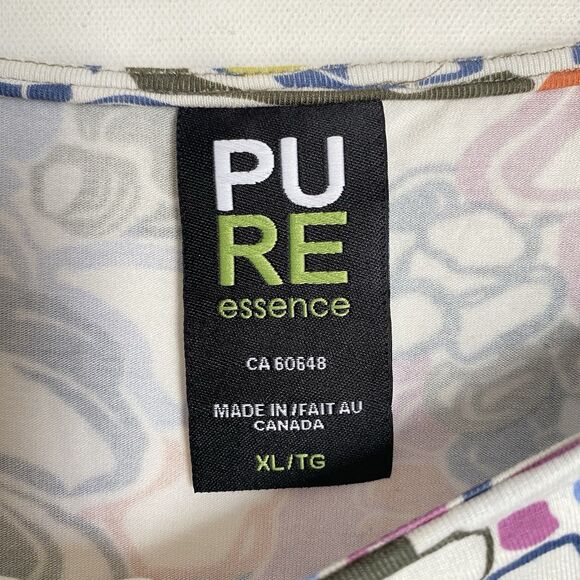 PU
RE
essence
CA 60648
MADE IN/FAIT AU
CANADA
XL/TG